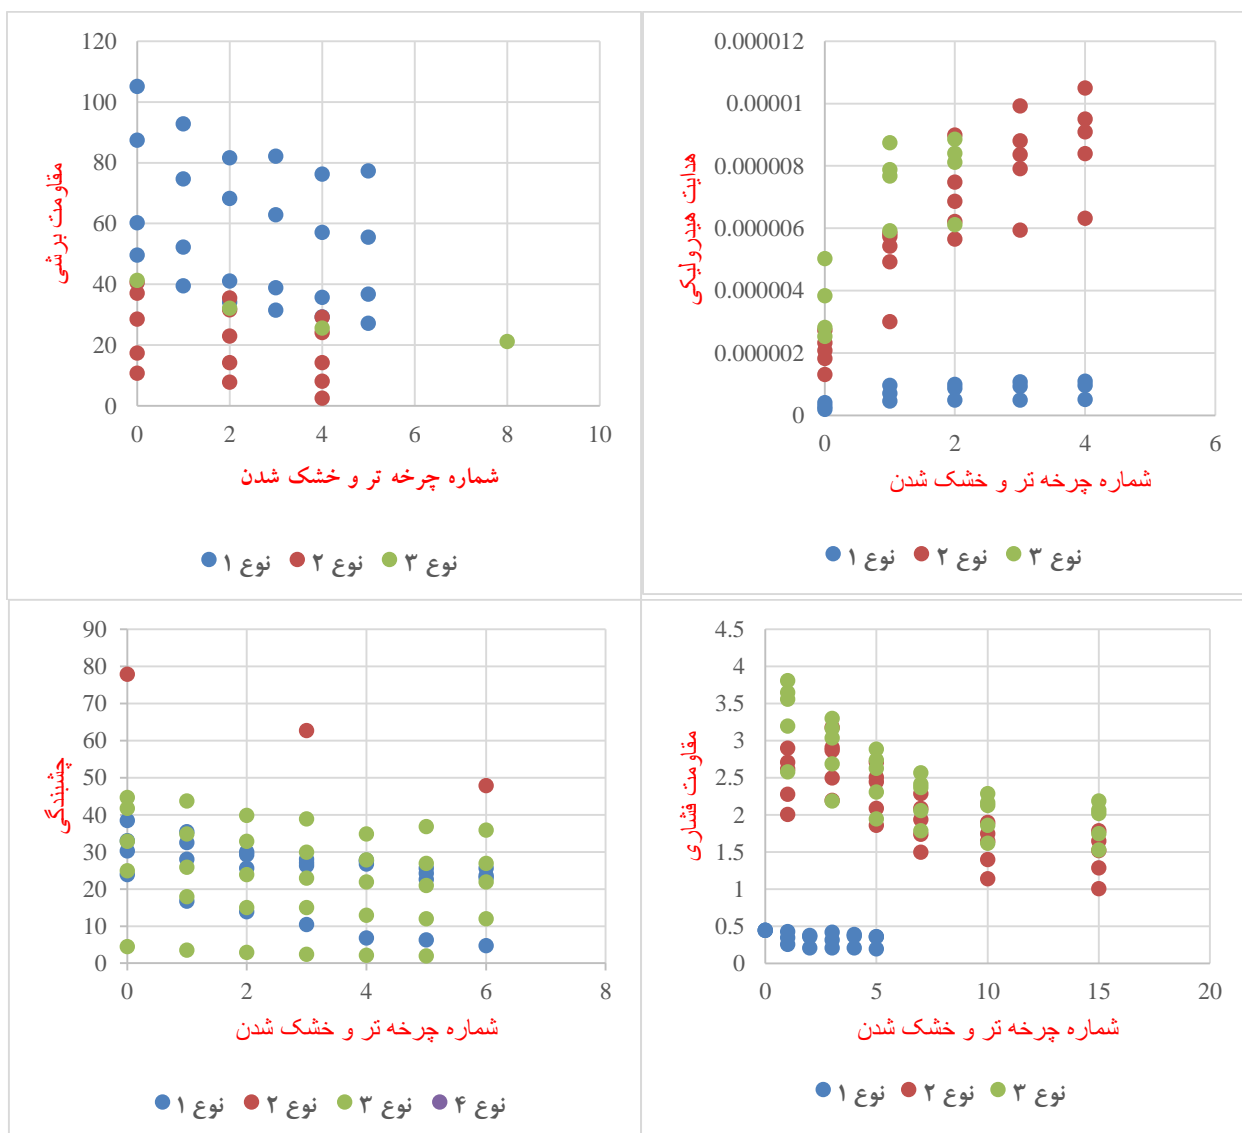 120
100
80
60
40
20
0
0 2 4 6 8 10
مقاومت برشی
شماره چرخه تر و خشک شدن
نوع ۱ نوع ۲ نوع ۳
0.000012
0.00001
0.000008
0.000006
0.000004
0.000002
0
0 2 4 6
هدایت هیدرولیکی
شماره چرخه تر و خشک شدن
نوع ۱ نوع ۲ نوع ۳
90
80
70
60
50
40
30
20
10
0
0 2 4 6 8
چشبندگی
شماره چرخه تر و خشک شدن
نوع ۱ نوع ۲ نوع ۳ نوع ۴
4.5
4
3.5
3
2.5
2
1.5
1
0.5
0
0 5 10 15 20
مقاومت فشاری
شماره چرخه تر و خشک شدن
نوع ۱ نوع ۲ نوع ۳